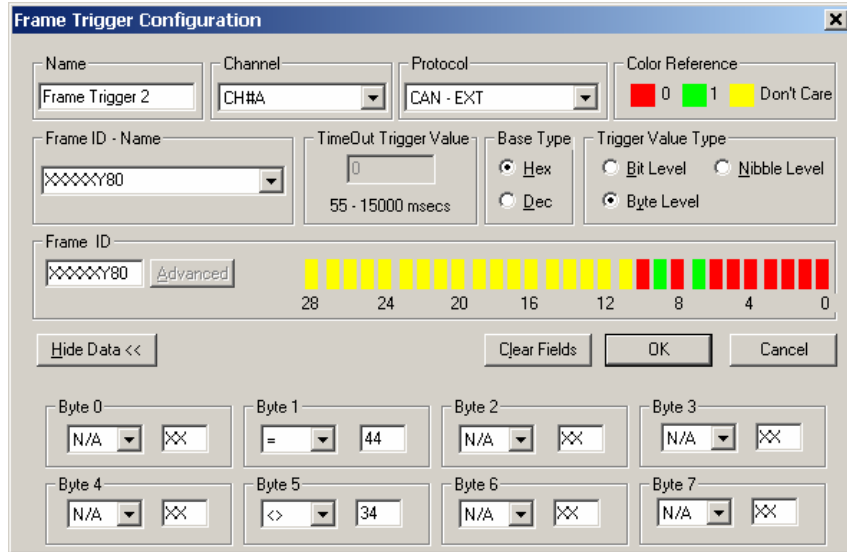 Frame Trigger Configuration
Name
Channel
Protocol
Color Reference
Frame Trigger 2
CH#A
CAN - EXT
0 1 Don't Care
Frame ID - Name
TimeOut Trigger Value
Base Type
Trigger Value Type
XXXXXY80
0
Hex
Bit Level
Nibble Level
55 - 15000 msecs
Dec
Byte Level
Frame ID
XXXXXY80
Advanced
28 24 20 16 12 8 4 0
Hide Data <<
Clear Fields
OK
Cancel
Byte 0
Byte 1
Byte 2
Byte 3
N/A XX
= 44
N/A XX
N/A XX
Byte 4
Byte 5
Byte 6
Byte 7
N/A XX
<> 34
N/A XX
N/A XX